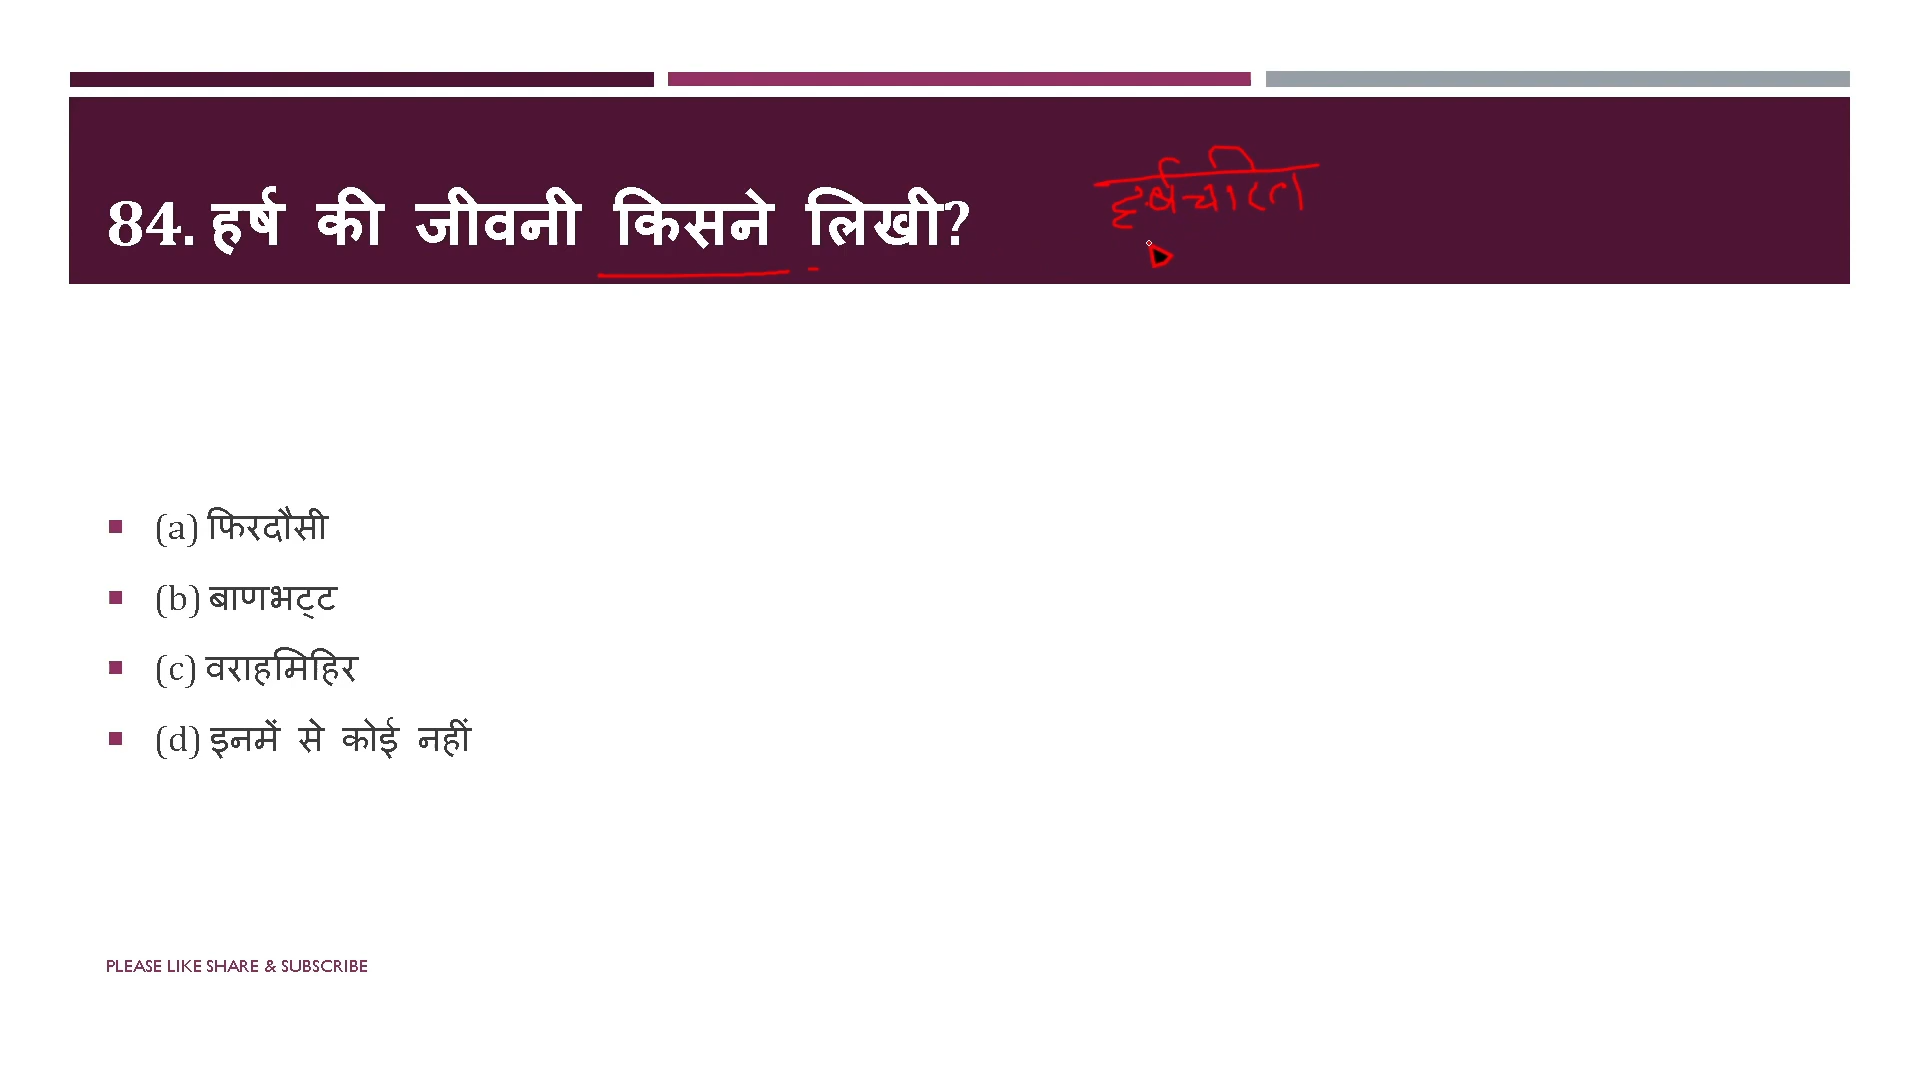 84. हर्ष की जीवनी किसने लिखी?
हर्षचरित
(a) फिरदौसी
(b) बाणभट्ट
(c) वराहमिहिर
(d) इनमें से कोई नहीं
PLEASE LIKE SHARE & SUBSCRIBE